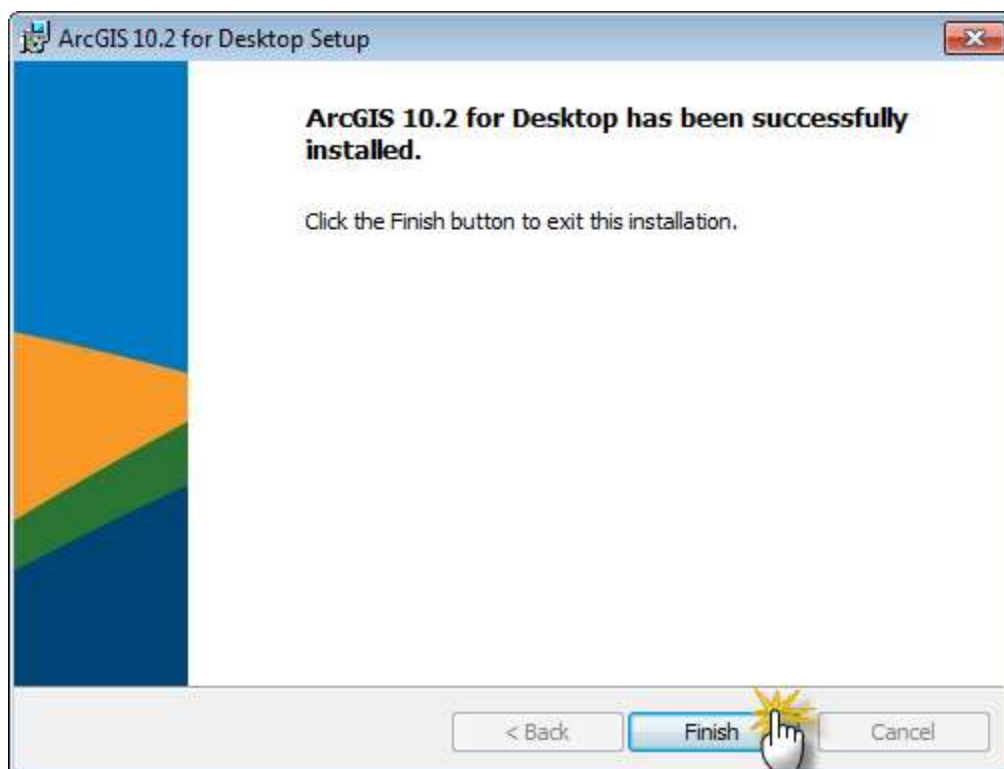 ArcGIS 10.2 for Desktop Setup
ArcGIS 10.2 for Desktop has been successfully
installed.
Click the Finish button to exit this installation.
< Back
Finish
Cancel